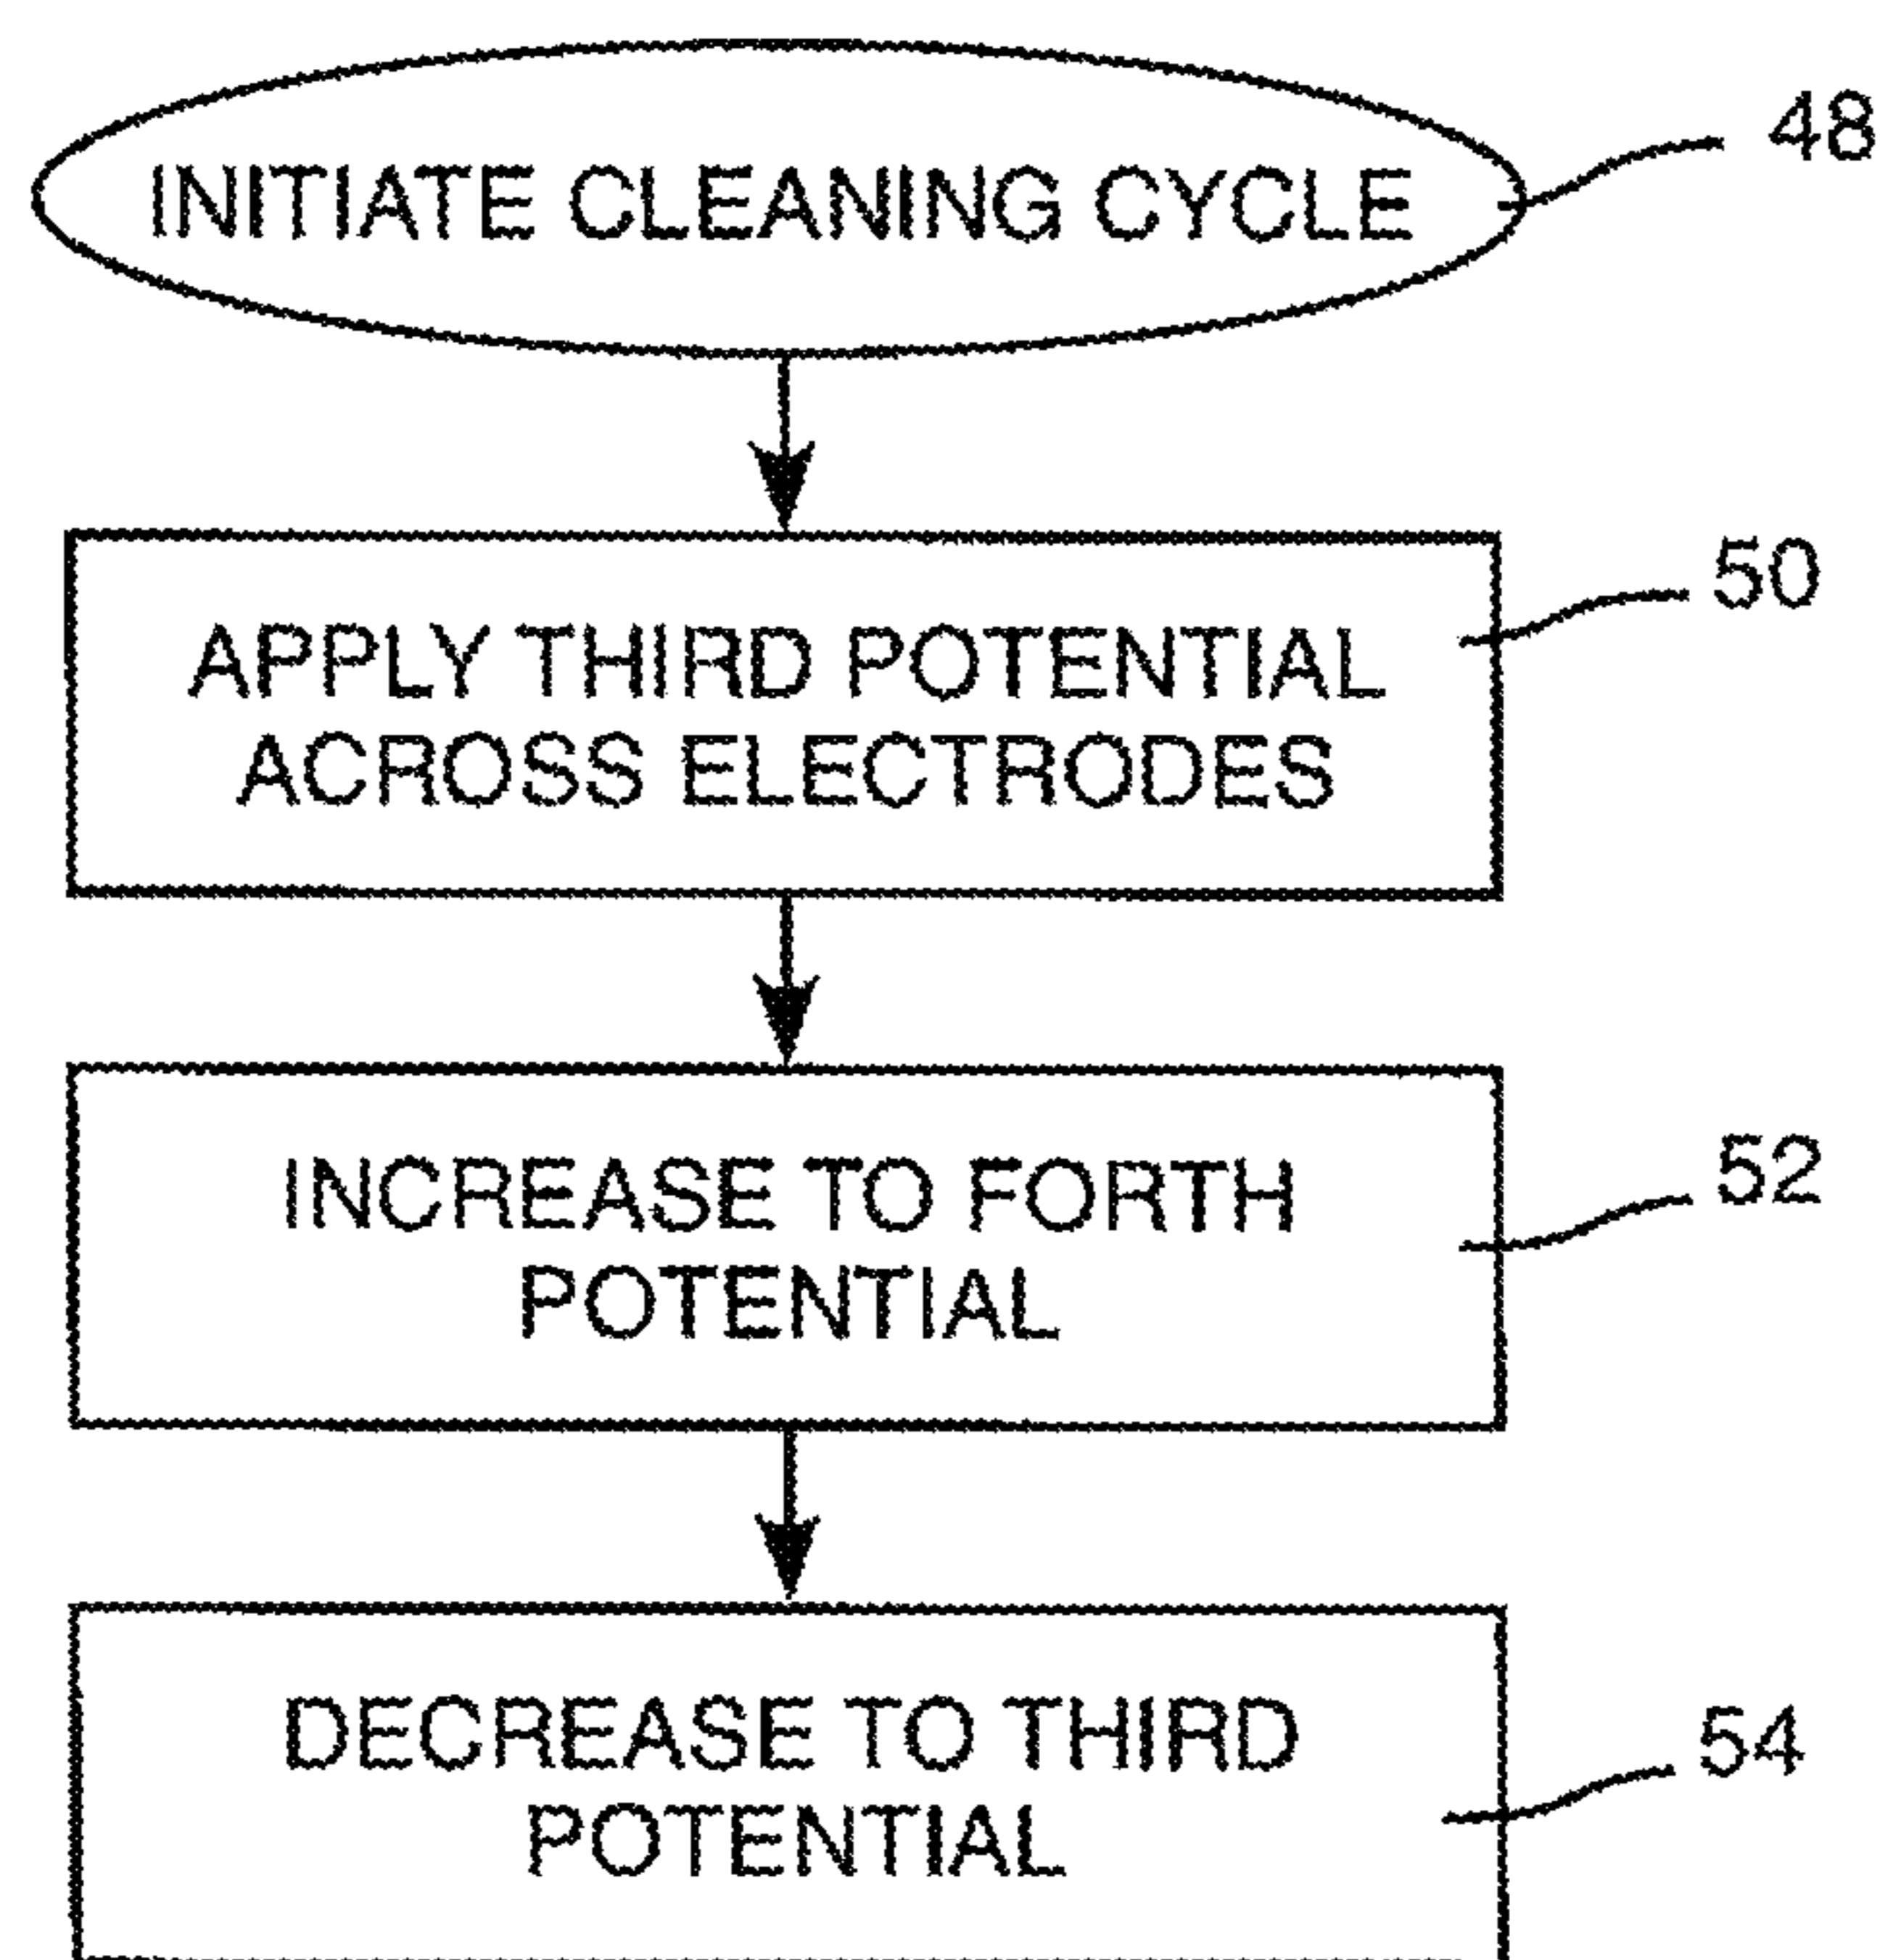 INITIATE CLEANING CYCLE
48
APPLY THIRD POTENTIAL
ACROSS ELECTRODES
50
INCREASE TO FORTH
POTENTIAL
52
DECREASE TO THIRD
POTENTIAL
54